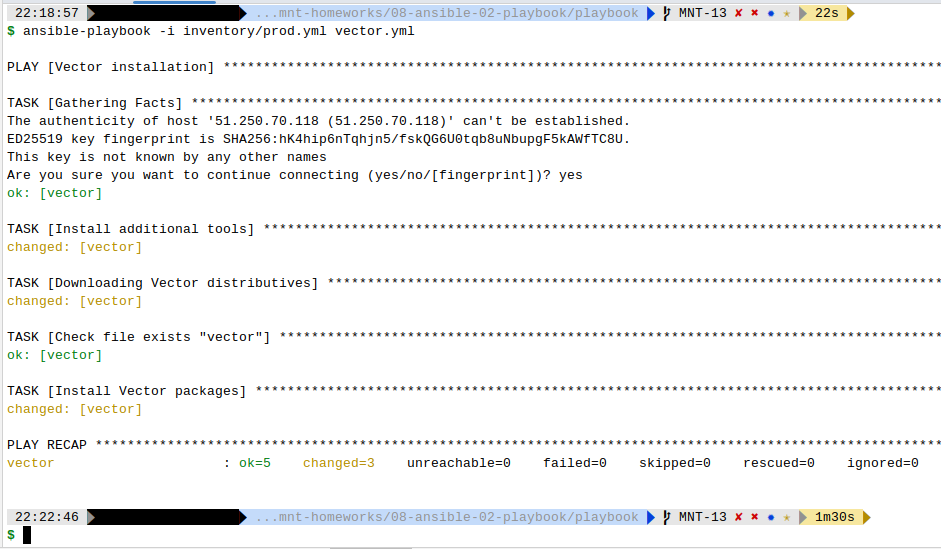 22:18:57 ...mnt-homeworks/08-ansible-02-playbook/playbook MNT-13 ✘ ✖ ● ★ 22s
$ ansible-playbook -i inventory/prod.yml vector.yml
PLAY [Vector installation] ******************************************************************************************
TASK [Gathering Facts] **********************************************************************************************
The authenticity of host '51.250.70.118 (51.250.70.118)' can't be established.
ED25519 key fingerprint is SHA256:hK4hip6nTqhjn5/fskQG6U0tqb8uNbupgF5kAWfTC8U.
This key is not known by any other names
Are you sure you want to continue connecting (yes/no/[fingerprint])? yes
ok: [vector]
TASK [Install additional tools] *************************************************************************************
changed: [vector]
TASK [Downloading Vector distributives] *****************************************************************************
changed: [vector]
TASK [Check file exists "vector"] ***********************************************************************************
ok: [vector]
TASK [Install Vector packages] **************************************************************************************
changed: [vector]
PLAY RECAP **********************************************************************************************************
vector : ok=5 changed=3 unreachable=0 failed=0 skipped=0 rescued=0 ignored=0
22:22:46 ...mnt-homeworks/08-ansible-02-playbook/playbook MNT-13 ✘ ✖ ● ★ 1m30s
$